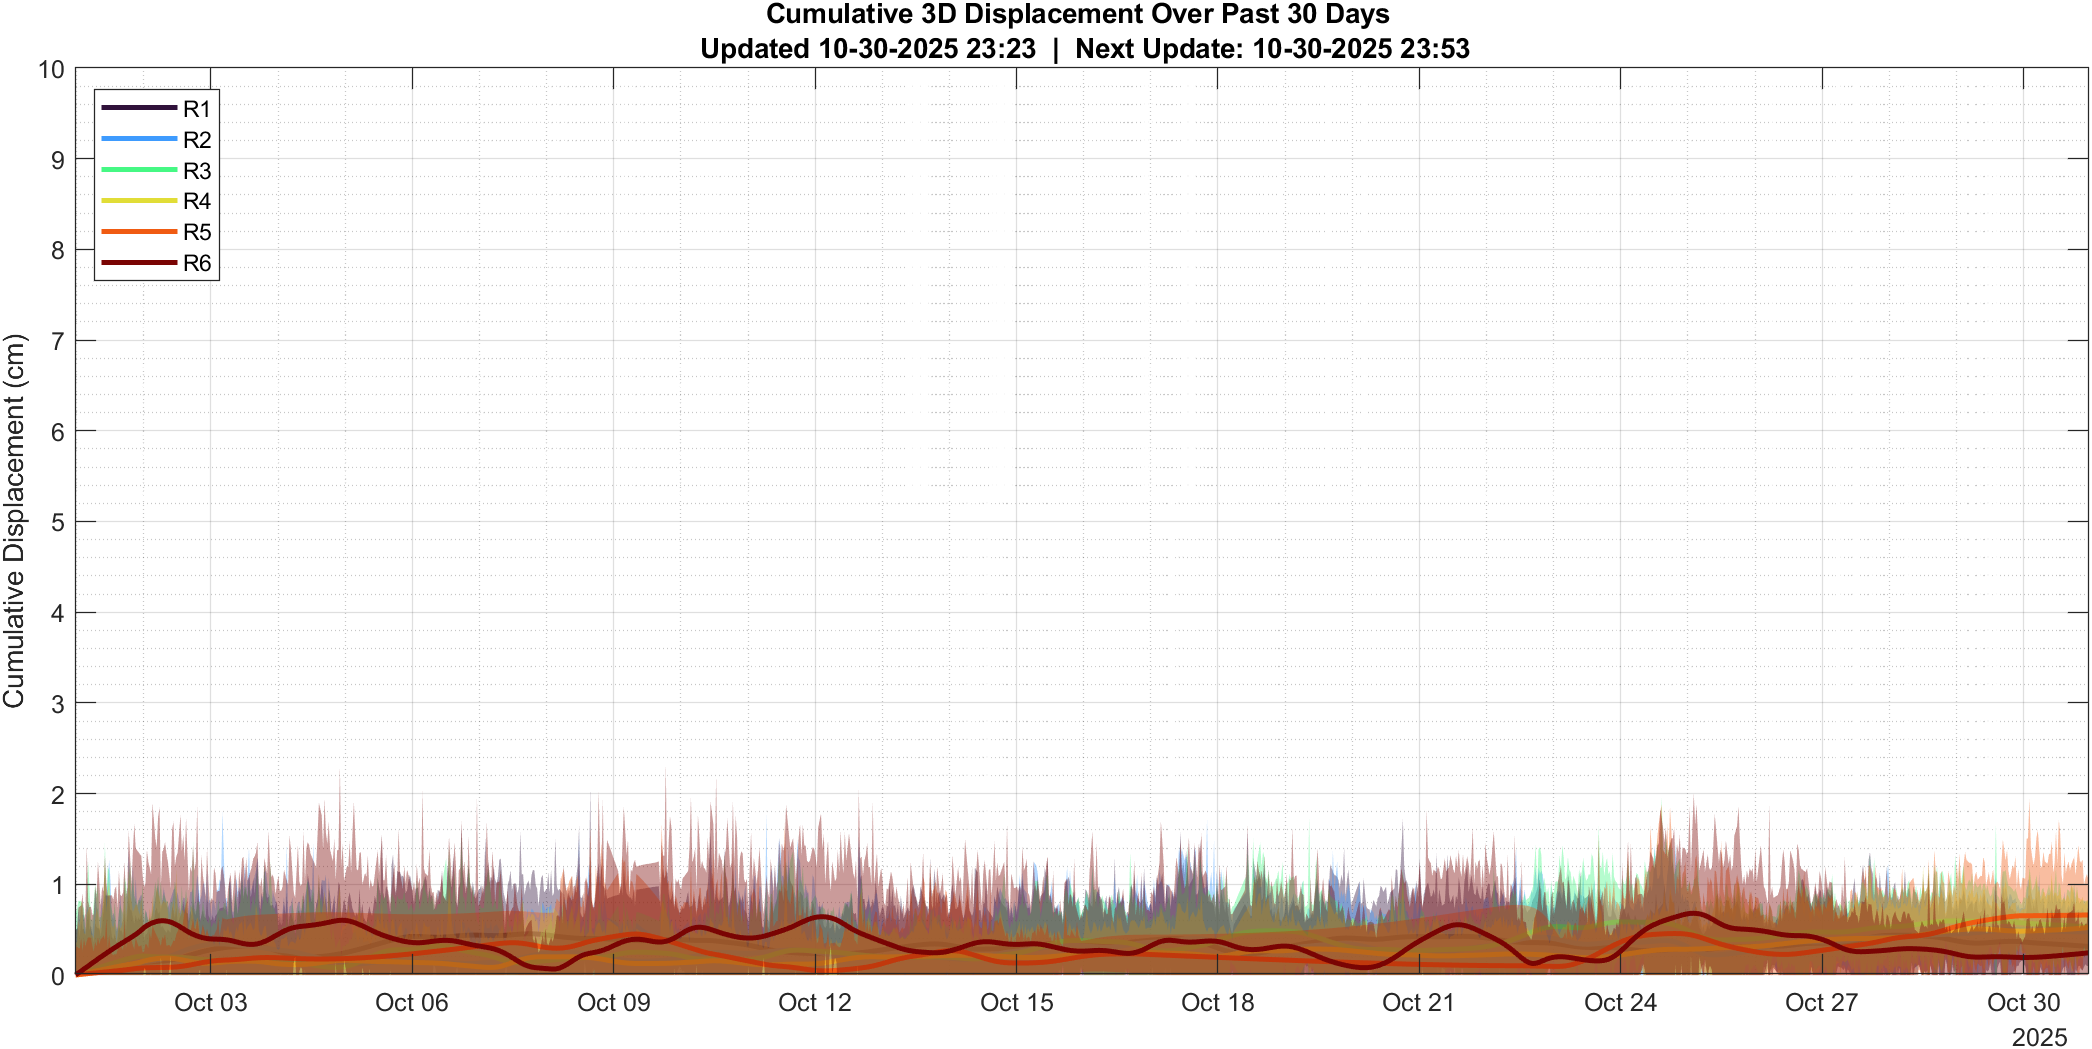 Cumulative 3D Displacement Over Past 30 Days
Updated 10-30-2025 23:23 | Next Update: 10-30-2025 23:53
Cumulative Displacement (cm)
10
9
8
7
6
5
4
3
2
1
0
R1
R2
R3
R4
R5
R6
Oct 03 Oct 06 Oct 09 Oct 12 Oct 15 Oct 18 Oct 21 Oct 24 Oct 27 Oct 30
2025